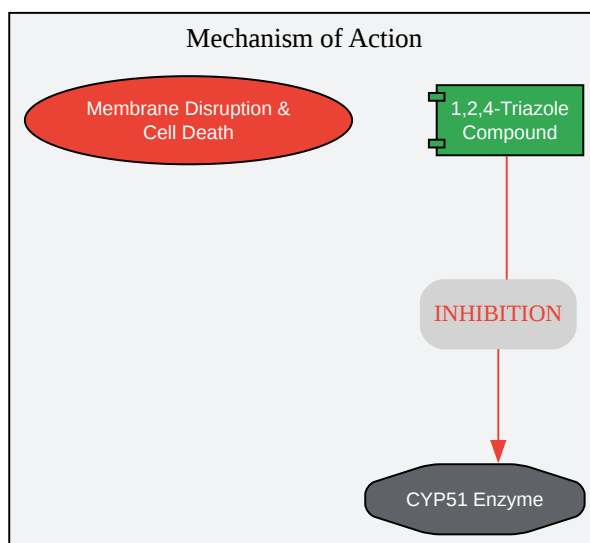 Mechanism of Action
Membrane Disruption &
Cell Death
1,2,4-Triazole
Compound
INHIBITION
CYP51 Enzyme